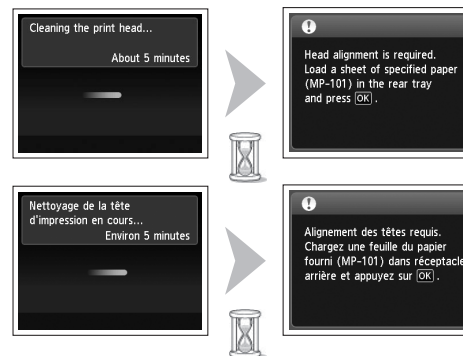 Cleaning the print head...
About 5 minutes
Head alignment is required.
Load a sheet of specified paper
(MP-101) in the rear tray
and press OK .
Nettoyage de la tête
d'impression en cours...
Environ 5 minutes
Alignement des têtes requis.
Chargez une feuille du papier
fourni (MP-101) dans réceptacle
arrière et appuyez sur OK .